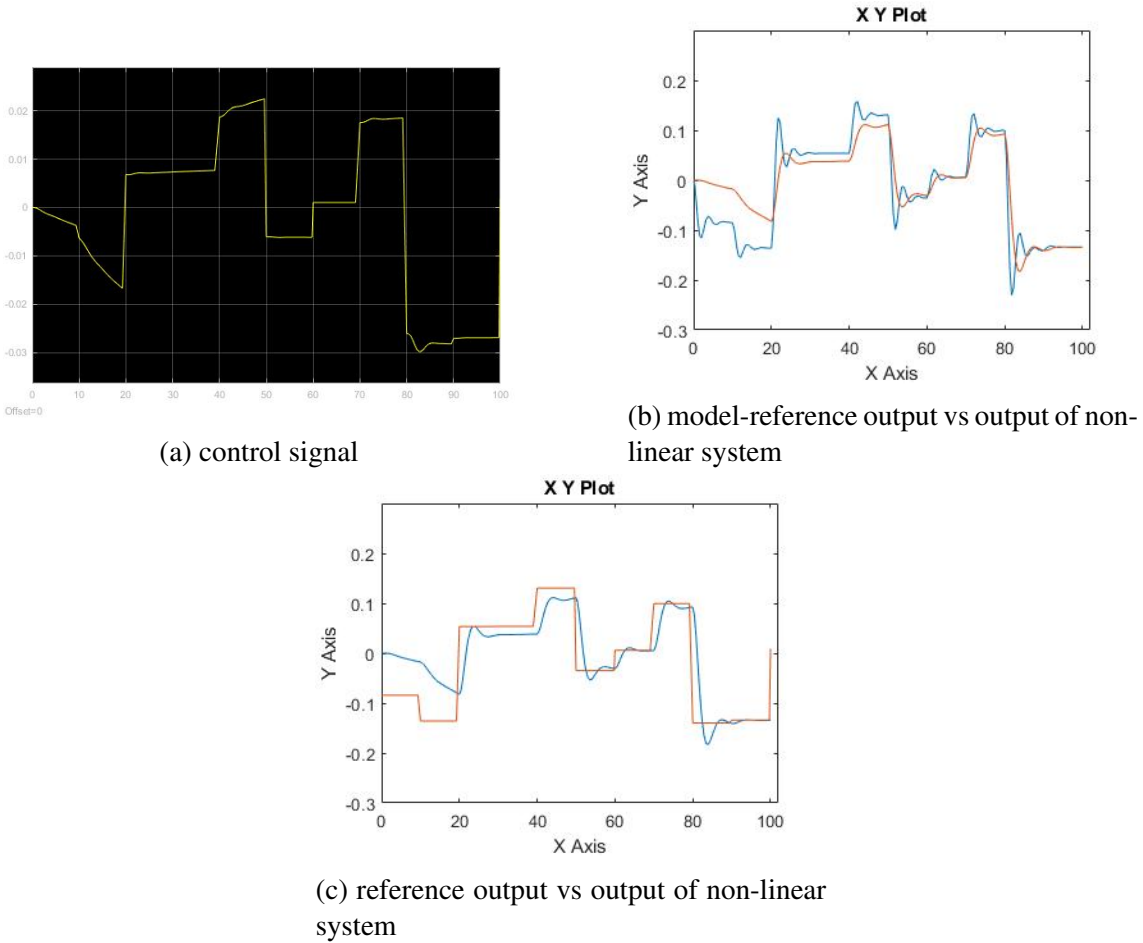 0.02
0.01
0
-0.01
-0.02
-0.03
0 10 20 30 40 50 60 70 80 90 100
Offset=0
(a) control signal
X Y Plot
Y Axis
0.2
0.1
0
-0.1
-0.2
-0.3
0 20 40 60 80 100
X Axis
(b) model-reference output vs output of non-
linear system
X Y Plot
Y Axis
0.2
0.1
0
-0.1
-0.2
-0.3
0 20 40 60 80 100
X Axis
(c) reference output vs output of non-linear
system